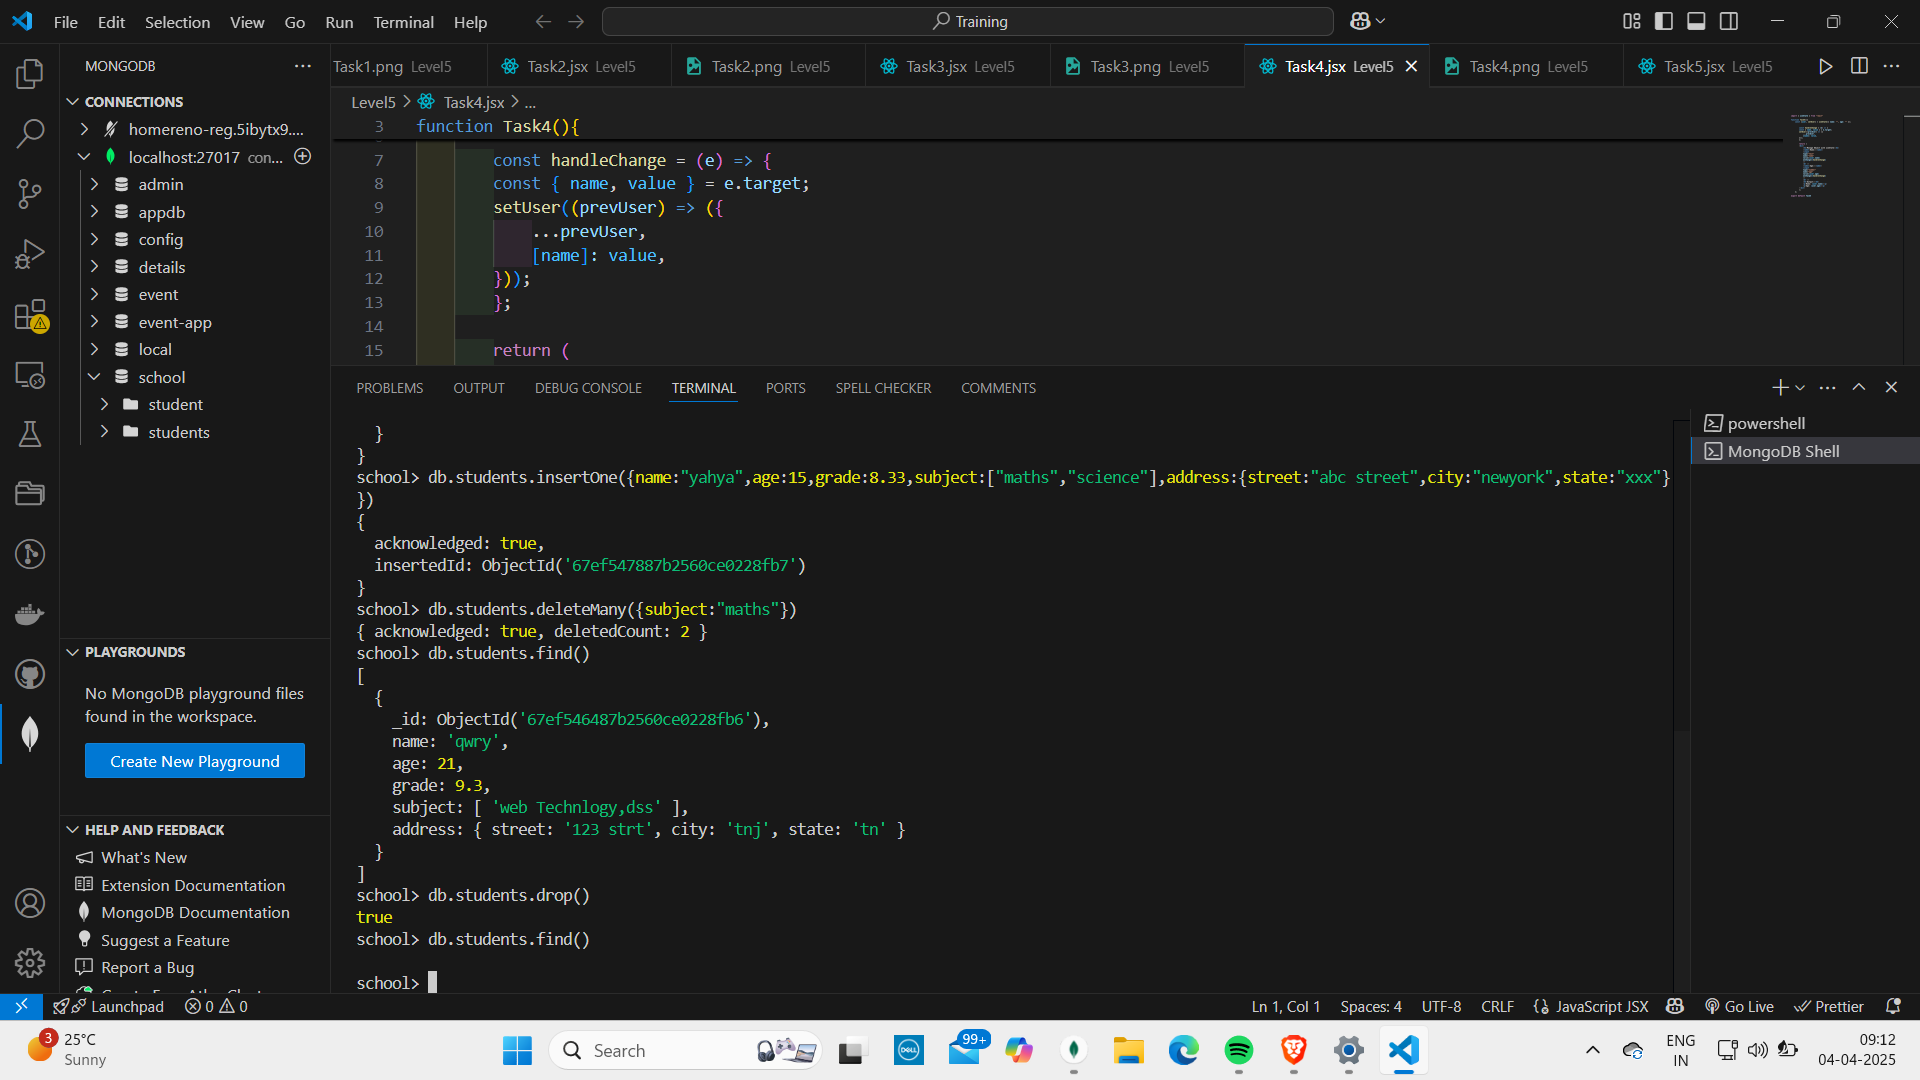 File Edit Selection View Go Run Terminal Help
Training
MONGODB
CONNECTIONS
homereno-reg.5ibytx9....
localhost:27017 con...
admin
appdb
config
details
event
event-app
local
school
student
students
PLAYGROUNDS
No MongoDB playground files
found in the workspace.
Create New Playground
HELP AND FEEDBACK
What's New
Extension Documentation
MongoDB Documentation
Suggest a Feature
Report a Bug
Task1.png Level5 Task2.jsx Level5 Task2.png Level5 Task3.jsx Level5 Task3.png Level5 Task4.jsx Level5 Task4.png Level5 Task5.jsx Level5
Level5 > Task4.jsx > ...
3 function Task4(){
7 const handleChange = (e) => {
8 const { name, value } = e.target;
9 setUser((prevUser) => ({
10 ...prevUser,
11 [name]: value,
12 }));
13 };
14
15 return (
PROBLEMS OUTPUT DEBUG CONSOLE TERMINAL PORTS SPELL CHECKER COMMENTS
powershell
MongoDB Shell
}
}
school> db.students.insertOne({name:"yahya",age:15,grade:8.33,subject:["maths","science"],address:{street:"abc street",city:"newyork",state:"xxx"}
})
{
acknowledged: true,
insertedId: ObjectId('67ef547887b2560ce0228fb7')
}
school> db.students.deleteMany({subject:"maths"})
{ acknowledged: true, deletedCount: 2 }
school> db.students.find()
[
{
_id: ObjectId('67ef546487b2560ce0228fb6'),
name: 'qwry',
age: 21,
grade: 9.3,
subject: [ 'web Technlogy,dss' ],
address: { street: '123 strt', city: 'tnj', state: 'tn' }
}
]
school> db.students.drop()
true
school> db.students.find()
school>
Launchpad 0 0 Ln 1, Col 1 Spaces: 4 UTF-8 CRLF JavaScript JSX Go Live Prettier
3
25°C
Sunny
Search
DELL
99+
ENG
IN
09:12
04-04-2025